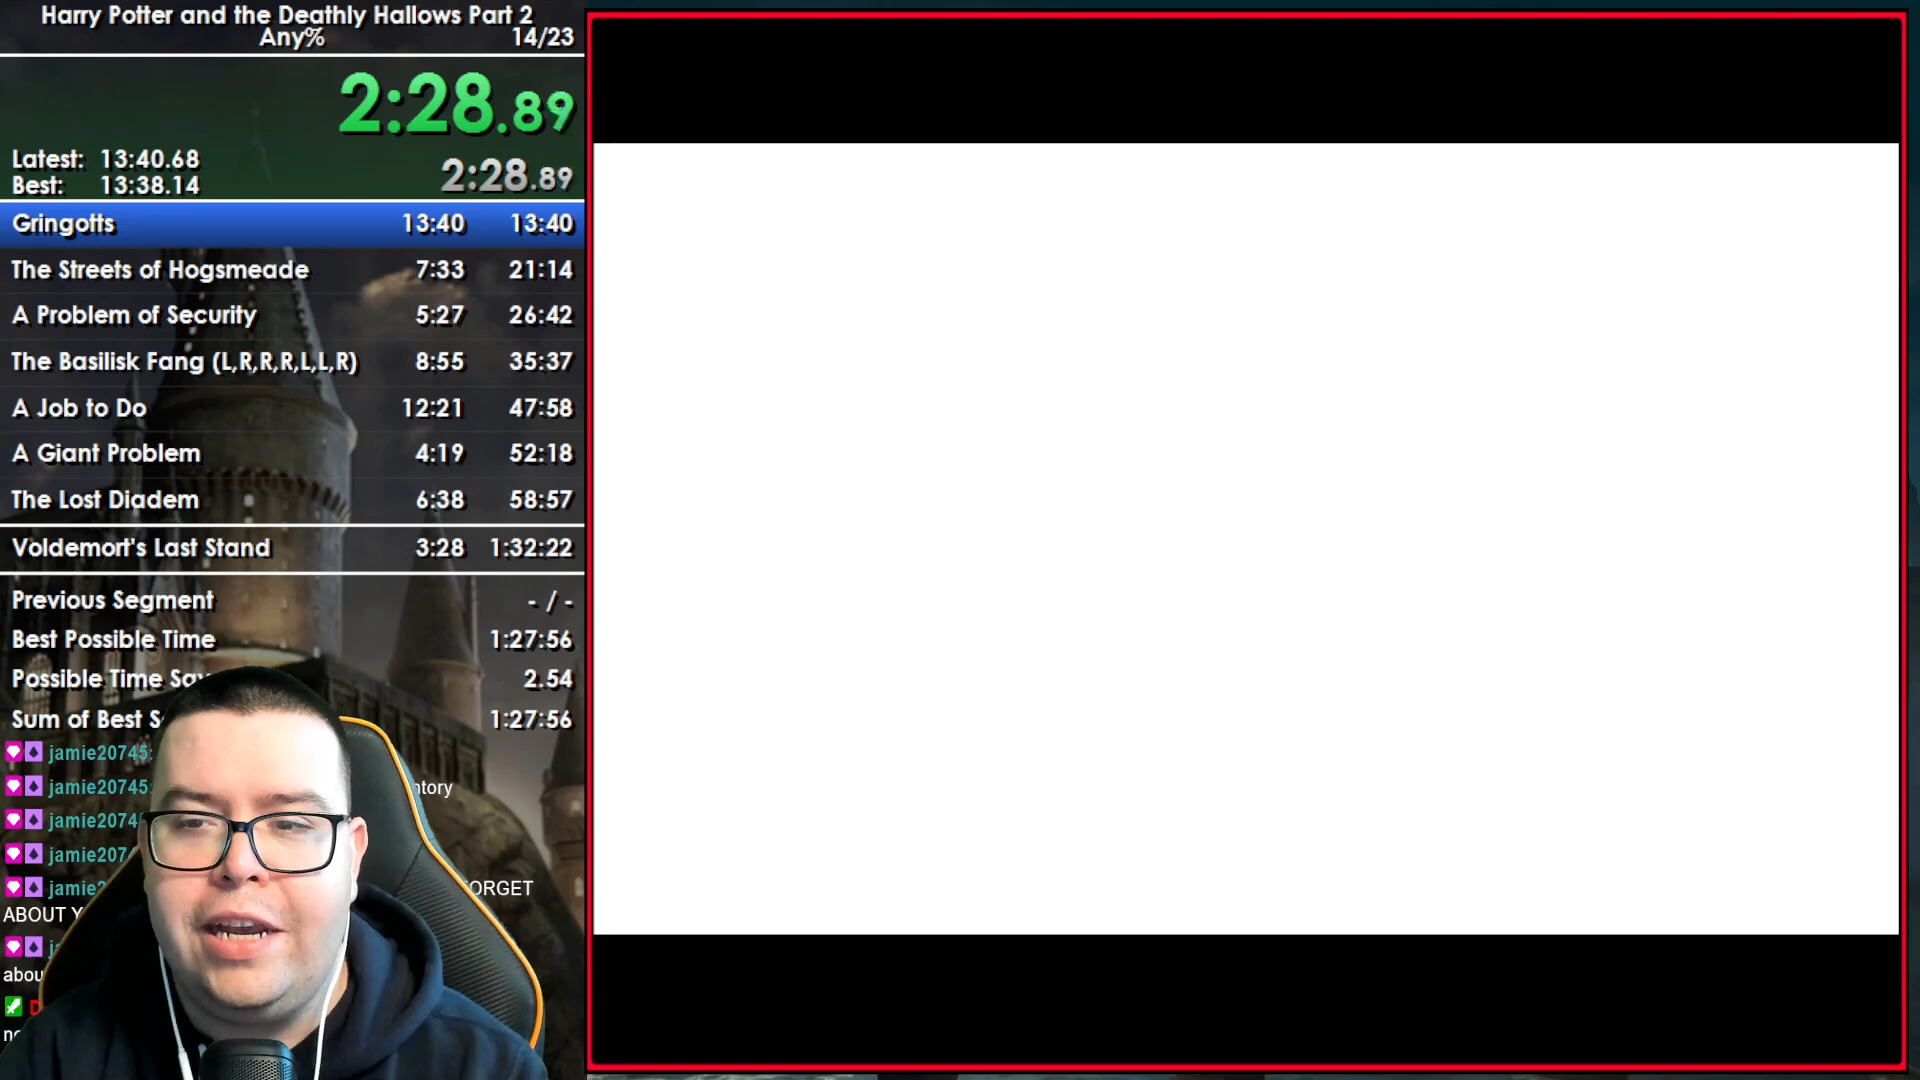 Harry Potter and the Deathly Hallows Part 2
Any% 14/23
2:28.89
Latest: 13:40.68
Best: 13:38.14
2:28.89
Gringotts 13:40 13:40
The Streets of Hogsmeade 7:33 21:14
A Problem of Security 5:27 26:42
The Basilisk Fang (L,R,R,R,L,L,R) 8:55 35:37
A Job to Do 12:21 47:58
A Giant Problem 4:19 52:18
The Lost Diadem 6:38 58:57
Voldemort's Last Stand 3:28 1:32:22
Previous Segment - / -
Best Possible Time 1:27:56
Possible Time 2.54
Sum of Best 1:27:56
jamie20745:
jamie20745:
ABOUT